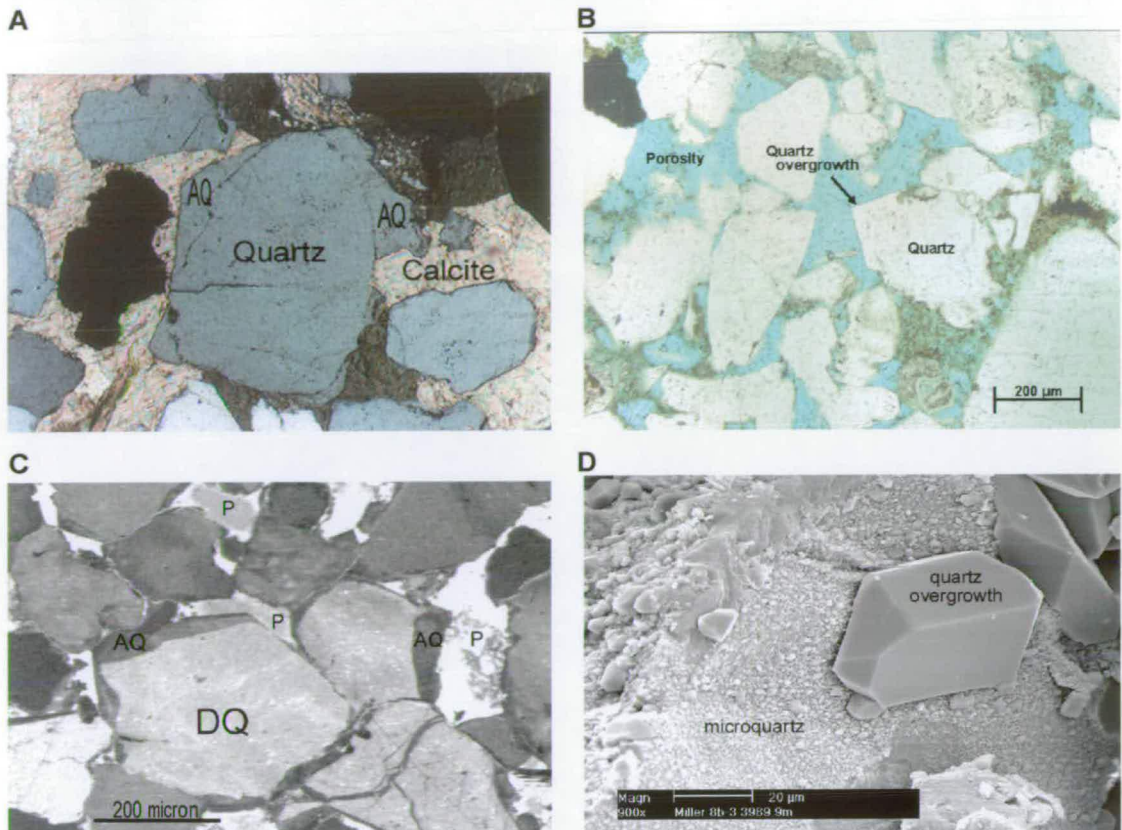 A
AQ
AQ
Quartz
Calcite
B
Porosity
Quartz
overgrowth
Quartz
200 µm
C
P
AQ
P
AQ
P
DQ
200 micron
D
quartz
overgrowth
microquartz
Magn
20 µm
900x
Miller 8b-3 3989 9m